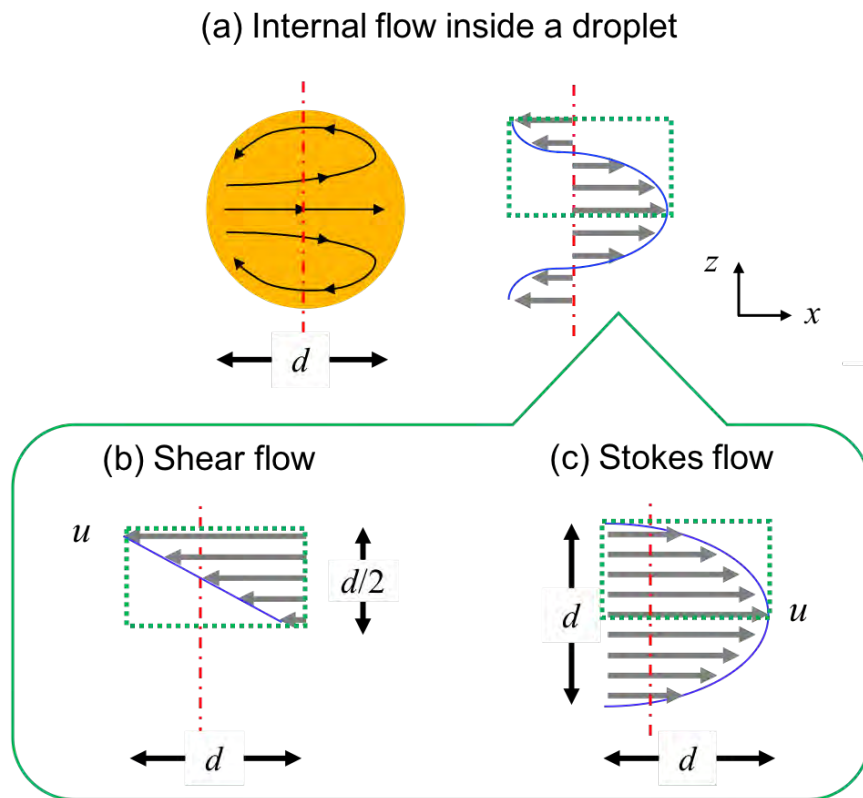 (a) Internal flow inside a droplet
z
x
d
(b) Shear flow
(c) Stokes flow
u
d/2
d
u
d
d